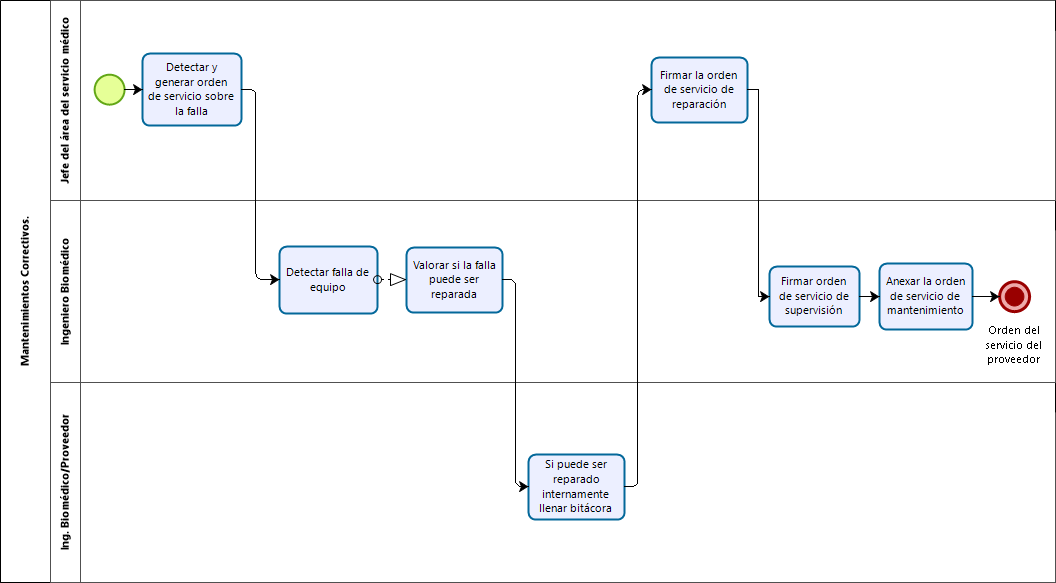 Mantenimientos Correctivos.
Jefe del área del servicio médico
Detectar y
generar orden
de servicio sobre
la falla
Firmar la orden
de servicio de
reparación
Ingeniero Biomédico
Detectar falla de
equipo
Valorar si la falla
puede ser
reparada
Firmar orden
de servicio de
supervisión
Anexar la orden
de servicio de
mantenimiento
Orden del
servicio del
proveedor
Ing. Biomédico/Proveedor
Si puede ser
reparado
internamente
llenar bitácora